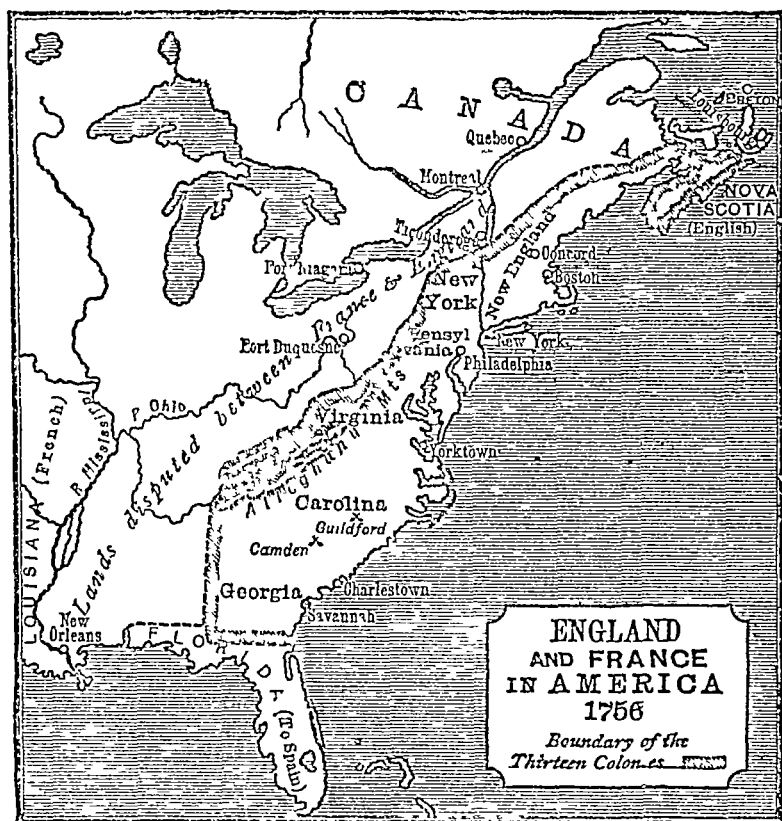 CANADA
Quebec
Montreal
C. BRETON
Louisbourg
NOVA
SCOTIA
(English)
Ticonderoga
Fort Niagara
New
York
New England
Concord
Boston
New York
Pensyl
vania
Philadelphia
Fort Duquesne
Lands disputed between France & England
R. Ohio
Virginia
Yorktown
Alleghany Mts
R. Mississippi
LOUISIANA (French)
Carolina
Guildford
Camden
Georgia
Charlestown
Savannah
New
Orleans
FLORIDA (To Spain)
ENGLAND
AND FRANCE
IN AMERICA
1756
Boundary of the
Thirteen Colonies